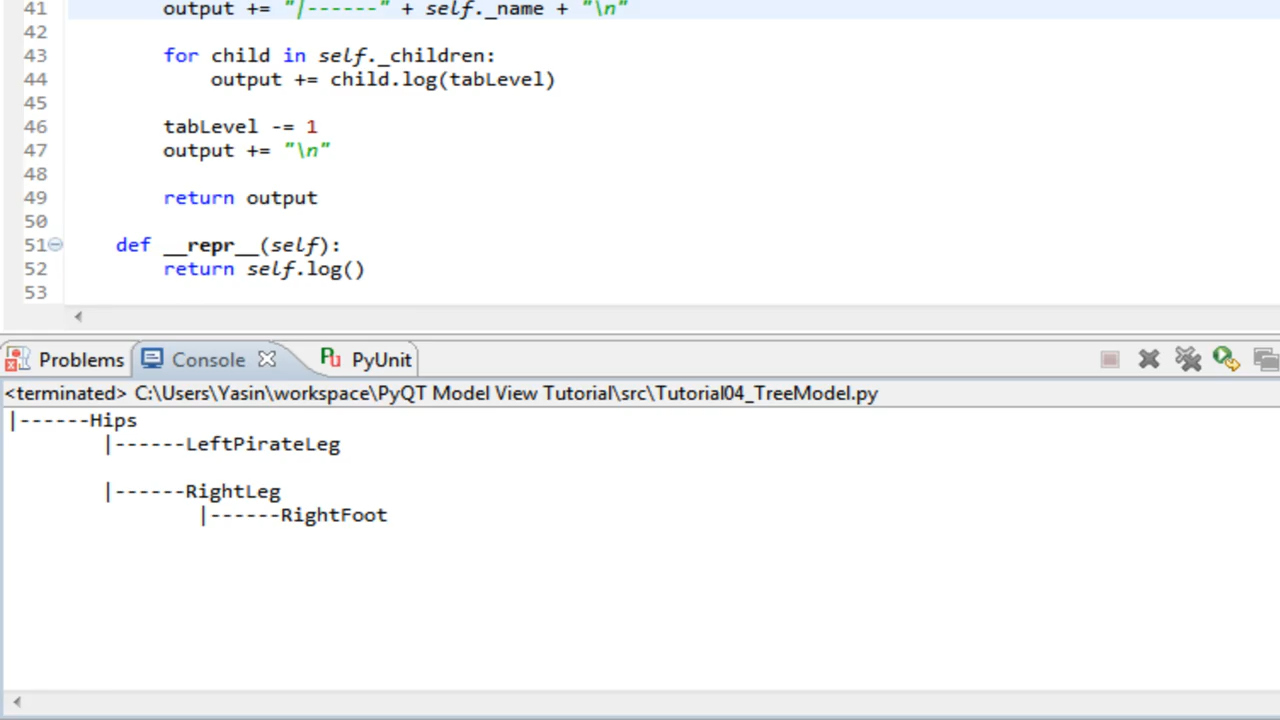 41 output += "|------" + self._name + "\n"
42
43 for child in self._children:
44 output += child.log(tabLevel)
45
46 tabLevel -= 1
47 output += "\n"
48
49 return output
50
51 def __repr__(self):
52 return self.log()
53
Problems Console PyUnit
<terminated> C:\Users\Yasin\workspace\PyQT Model View Tutorial\src\Tutorial04_TreeModel.py
|------Hips
|------LeftPirateLeg
|------RightLeg
|------RightFoot